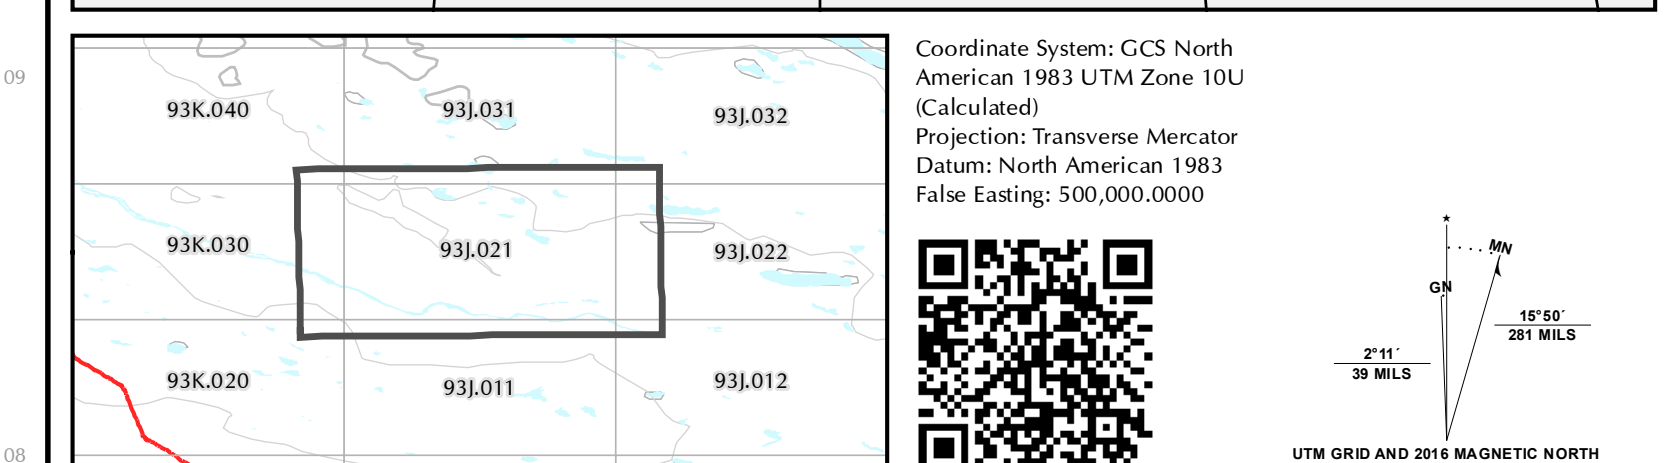 09
93K.040
93J.031
93J.032
93K.030
93J.021
93J.022
93K.020
93J.011
93J.012
08
Coordinate System: GCS North
American 1983 UTM Zone 10U
(Calculated)
Projection: Transverse Mercator
Datum: North American 1983
False Easting: 500,000.0000
MN
GN
15°50´
281 MILS
2°11´
39 MILS
UTM GRID AND 2016 MAGNETIC NORTH